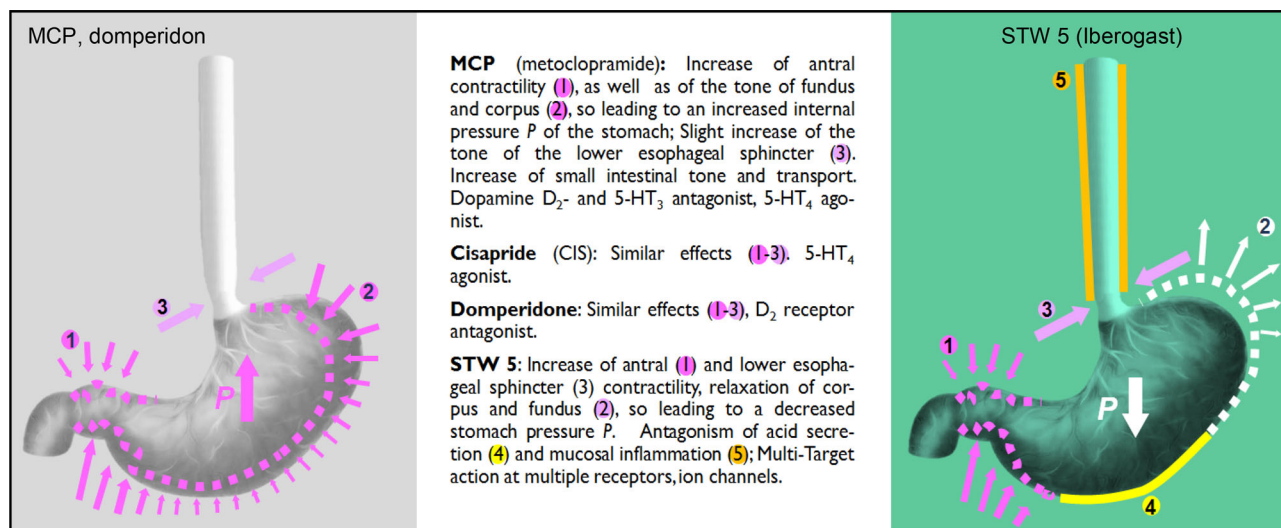 MCP, domperidon
3
2
1
P
MCP (metoclopramide): Increase of antral
contractility (1), as well as of the tone of fundus
and corpus (2), so leading to an increased internal
pressure P of the stomach; Slight increase of the
tone of the lower esophageal sphincter (3).
Increase of small intestinal tone and transport.
Dopamine D₂- and 5-HT₃ antagonist, 5-HT₄ ago-
nist.
Cisapride (CIS): Similar effects (1-3). 5-HT₄
agonist.
Domperidone: Similar effects (1-3), D₂ receptor
antagonist.
STW 5: Increase of antral (1) and lower esopha-
geal sphincter (3) contractility, relaxation of cor-
pus and fundus (2), so leading to a decreased
stomach pressure P. Antagonism of acid secre-
tion (4) and mucosal inflammation (5); Multi-Target
action at multiple receptors, ion channels.
STW 5 (Iberogast)
5
2
3
1
P
4